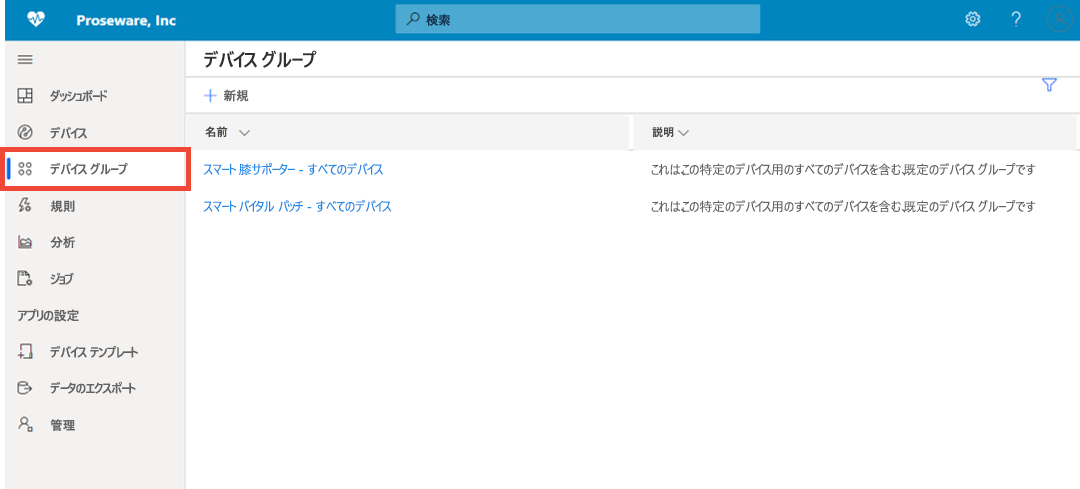 Proseware, Inc
検索
?
デバイス グループ
ダッシュボード
デバイス
デバイス グループ
規則
分析
ジョブ
アプリの設定
デバイス テンプレート
データのエクスポート
管理
+ 新規
名前
説明
スマート 膝サポーター - すべてのデバイス
これは、この特定のデバイス用のすべてのデバイスを含む、既定のデバイス グループです
スマート バイタル パッチ - すべてのデバイス
これは、この特定のデバイス用のすべてのデバイスを含む、既定のデバイス グループです